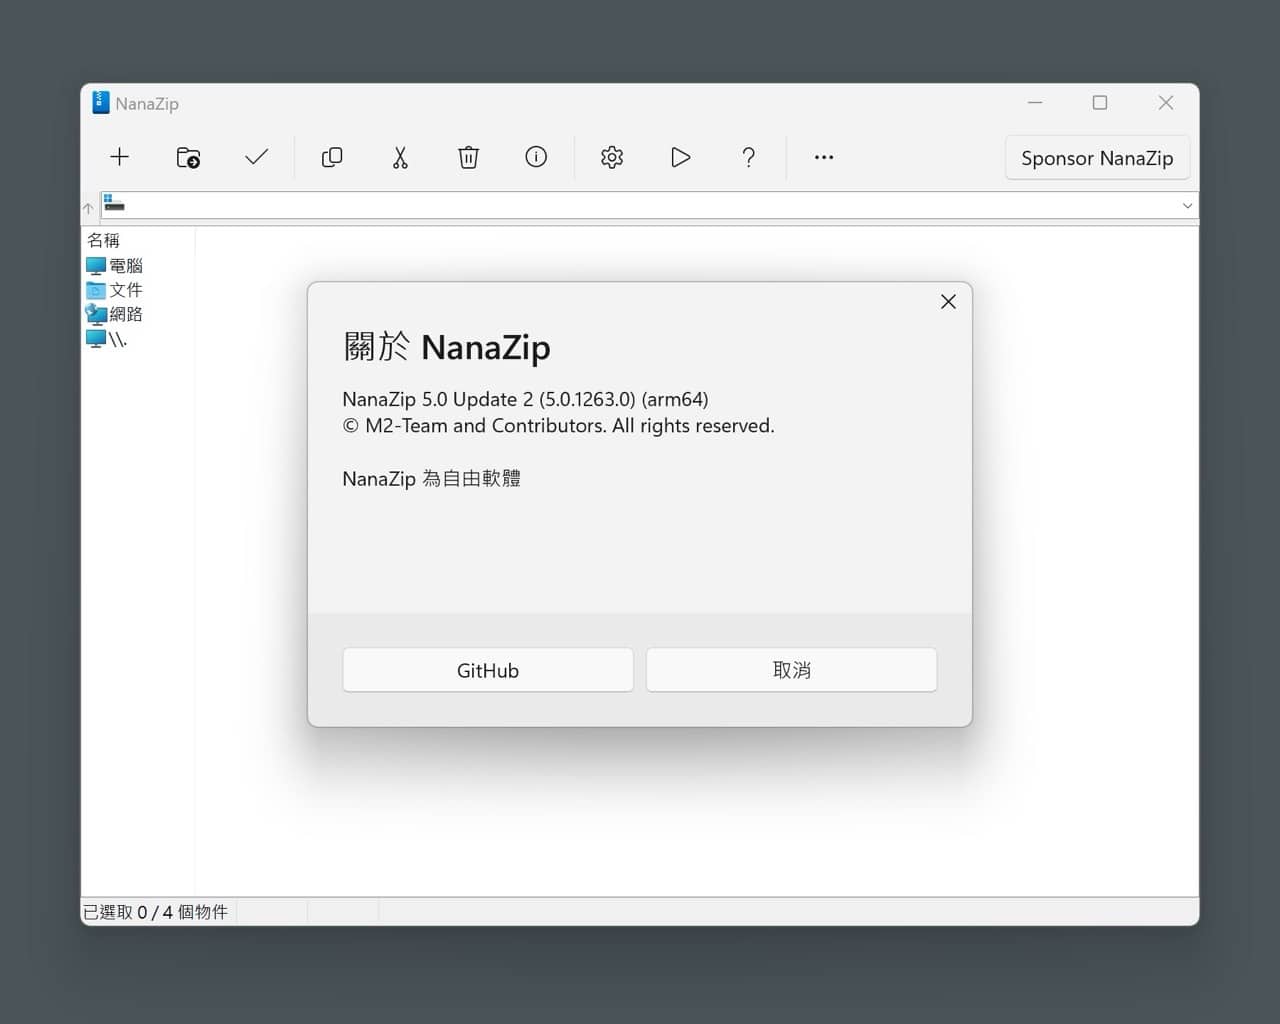 NanaZip
Sponsor NanaZip
名稱
電腦
文件
網路
\\.
關於 NanaZip
NanaZip 5.0 Update 2 (5.0.1263.0) (arm64)
© M2-Team and Contributors. All rights reserved.
NanaZip 為自由軟體
GitHub
取消
已選取 0 / 4 個物件